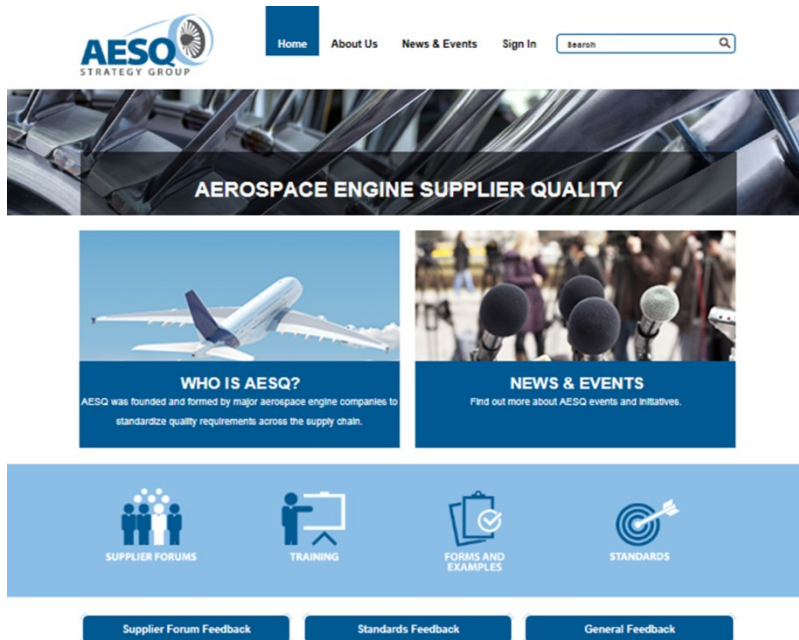 AESQ
STRATEGY GROUP
Home About Us News & Events Sign In Search
AEROSPACE ENGINE SUPPLIER QUALITY
WHO IS AESQ?
AESQ was founded and formed by major aerospace engine companies to
standardize quality requirements across the supply chain.
NEWS & EVENTS
Find out more about AESQ events and initiatives.
SUPPLIER FORUMS
TRAINING
FORMS AND
EXAMPLES
STANDARDS
Supplier Forum Feedback
Standards Feedback
General Feedback